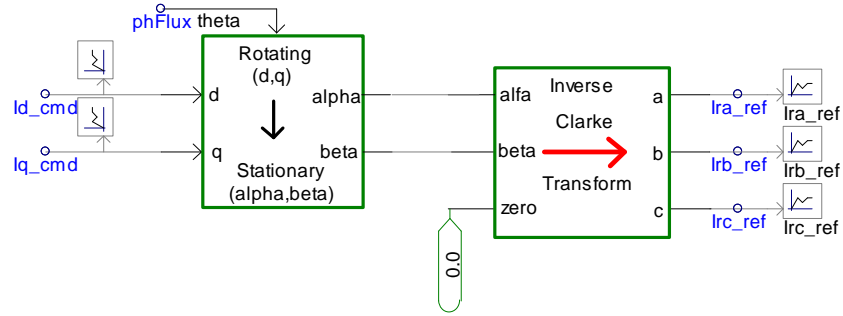 phFlux theta
Rotating
(d,q)
Inverse
d
alpha
alfa
a
Id_cmd
Ira_ref
Ira_ref
Clarke
q
beta
beta
b
Iq_cmd
Irb_ref
Irb_ref
Stationary
(alpha,beta)
Transform
zero
c
Irc_ref
Irc_ref
0.0